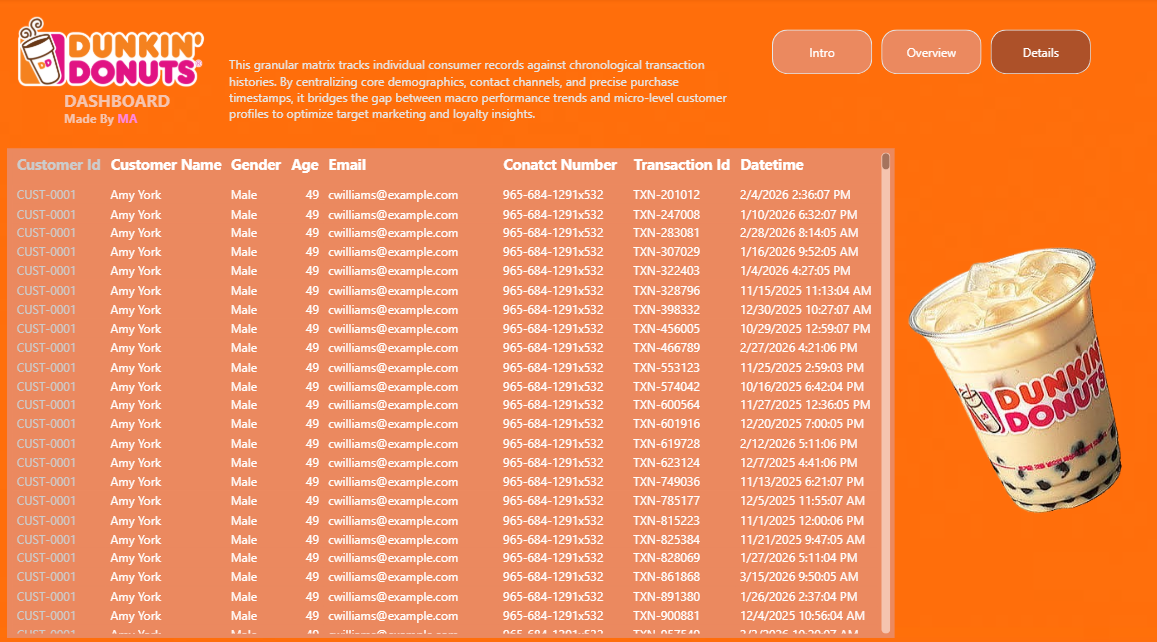 DUNKIN'
DONUTS
DASHBOARD
Made By MA
This granular matrix tracks individual consumer records against chronological transaction
histories. By centralizing core demographics, contact channels, and precise purchase
timestamps, it bridges the gap between macro performance trends and micro-level customer
profiles to optimize target marketing and loyalty insights.
Intro Overview Details
Customer Id Customer Name Gender Age Email Conatct Number Transaction Id Datetime
CUST-0001 Amy York Male 49 cwilliams@example.com 965-684-1291x532 TXN-201012 2/4/2026 2:36:07 PM
CUST-0001 Amy York Male 49 cwilliams@example.com 965-684-1291x532 TXN-247008 1/10/2026 6:32:07 PM
CUST-0001 Amy York Male 49 cwilliams@example.com 965-684-1291x532 TXN-283081 2/28/2026 8:14:05 AM
CUST-0001 Amy York Male 49 cwilliams@example.com 965-684-1291x532 TXN-307029 1/16/2026 9:52:05 AM
CUST-0001 Amy York Male 49 cwilliams@example.com 965-684-1291x532 TXN-322403 1/4/2026 4:27:05 PM
CUST-0001 Amy York Male 49 cwilliams@example.com 965-684-1291x532 TXN-328796 11/15/2025 11:13:04 AM
CUST-0001 Amy York Male 49 cwilliams@example.com 965-684-1291x532 TXN-398332 12/30/2025 10:27:07 AM
CUST-0001 Amy York Male 49 cwilliams@example.com 965-684-1291x532 TXN-456005 10/29/2025 12:59:07 PM
CUST-0001 Amy York Male 49 cwilliams@example.com 965-684-1291x532 TXN-466789 2/27/2026 4:21:06 PM
CUST-0001 Amy York Male 49 cwilliams@example.com 965-684-1291x532 TXN-553123 11/25/2025 2:59:03 PM
CUST-0001 Amy York Male 49 cwilliams@example.com 965-684-1291x532 TXN-574042 10/16/2025 6:42:04 PM
CUST-0001 Amy York Male 49 cwilliams@example.com 965-684-1291x532 TXN-600564 11/27/2025 12:36:05 PM
CUST-0001 Amy York Male 49 cwilliams@example.com 965-684-1291x532 TXN-601916 12/20/2025 7:00:05 PM
CUST-0001 Amy York Male 49 cwilliams@example.com 965-684-1291x532 TXN-619728 2/12/2026 5:11:06 PM
CUST-0001 Amy York Male 49 cwilliams@example.com 965-684-1291x532 TXN-623124 12/7/2025 4:41:06 PM
CUST-0001 Amy York Male 49 cwilliams@example.com 965-684-1291x532 TXN-749036 11/13/2025 6:21:07 PM
CUST-0001 Amy York Male 49 cwilliams@example.com 965-684-1291x532 TXN-785177 12/5/2025 11:55:07 AM
CUST-0001 Amy York Male 49 cwilliams@example.com 965-684-1291x532 TXN-815223 11/1/2025 12:00:06 PM
CUST-0001 Amy York Male 49 cwilliams@example.com 965-684-1291x532 TXN-825384 11/21/2025 9:47:05 AM
CUST-0001 Amy York Male 49 cwilliams@example.com 965-684-1291x532 TXN-828069 1/27/2026 5:11:04 PM
CUST-0001 Amy York Male 49 cwilliams@example.com 965-684-1291x532 TXN-861868 3/15/2026 9:50:05 AM
CUST-0001 Amy York Male 49 cwilliams@example.com 965-684-1291x532 TXN-891380 1/26/2026 2:37:04 PM
CUST-0001 Amy York Male 49 cwilliams@example.com 965-684-1291x532 TXN-900881 12/4/2025 10:56:04 AM
CUST-0001 Amy York Male 49 cwilliams@example.com 965-684-1291x532
DUNKIN'
DONUTS